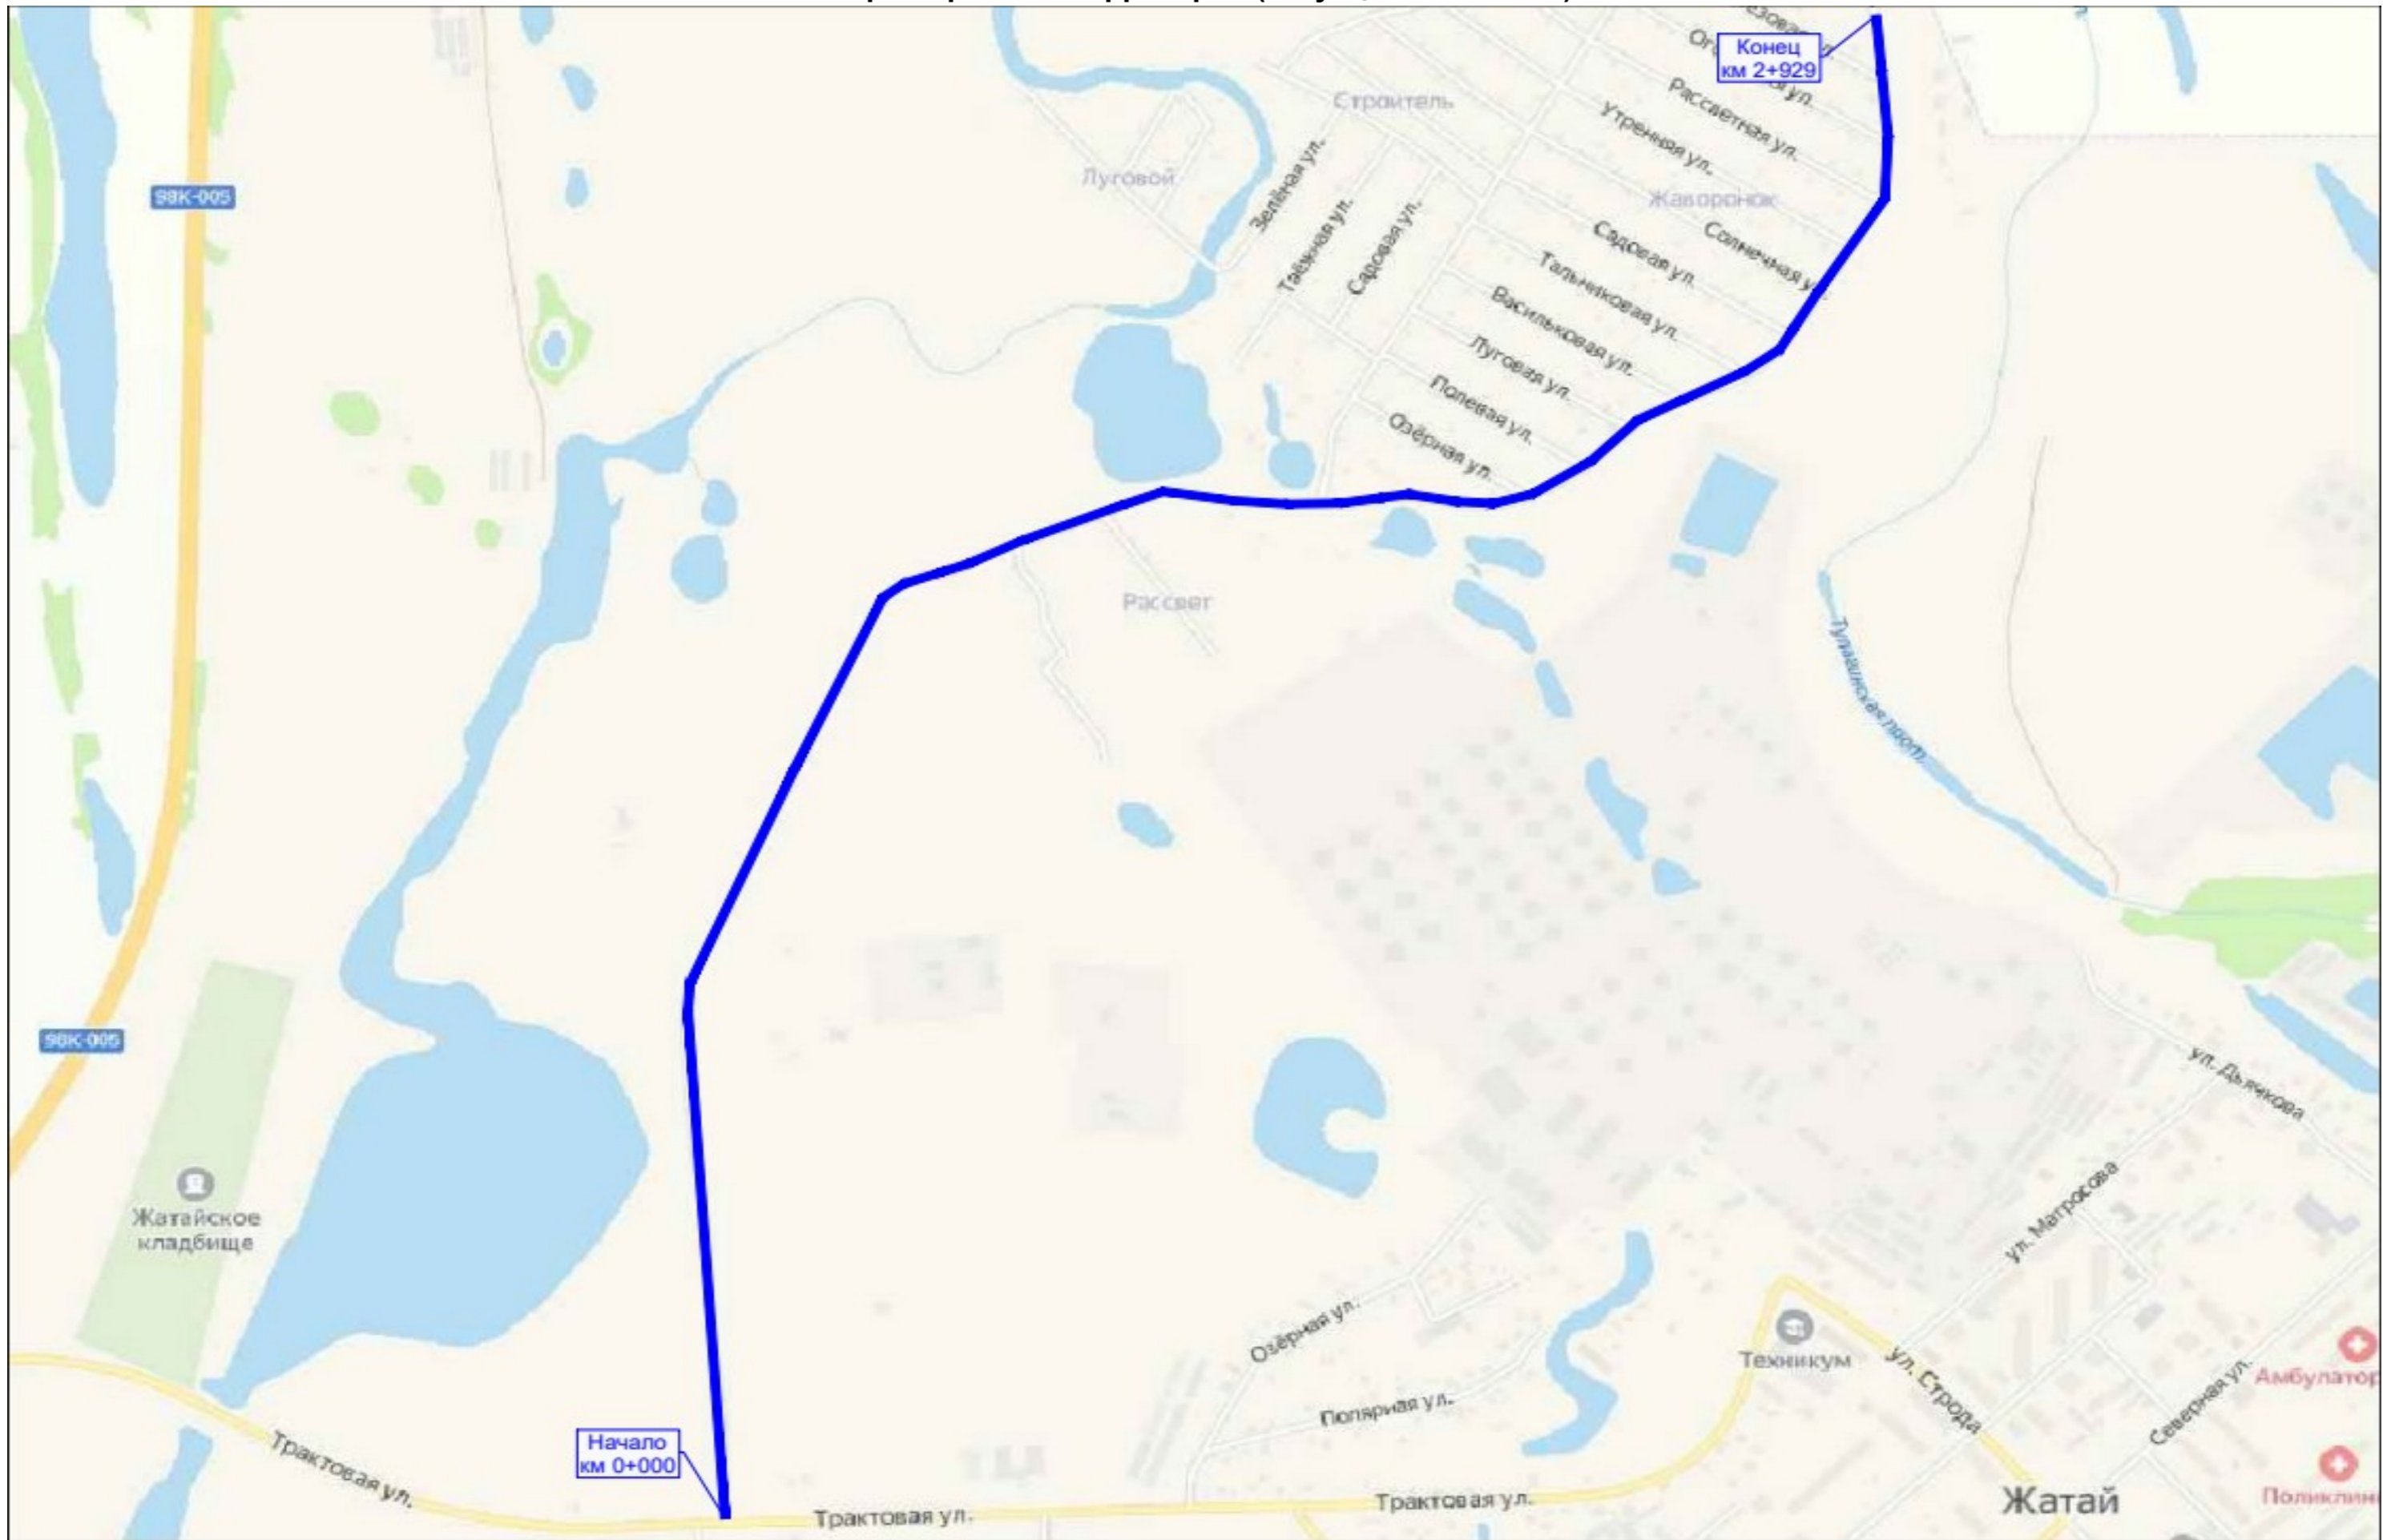 Конец
км 2+929
Рассветная ул.
Утренняя ул.
Строитель
Жаворонок
Луговой
98К-005
Зелёная ул.
Таёжная ул.
Садовая ул.
Садовая ул.
Солнечная ул.
Тальниковая ул.
Васильковая ул.
Луговая ул.
Полевая ул.
Озёрная ул.
Рассвет
98К-005
ул. Дьячкова
ул. Матросова
Жатайское
кладбище
Озёрная ул.
Техникум
ул. Строда
Амбулатор
Полярная ул.
Северная ул.
Начало
км 0+000
Трактовая ул.
Трактовая ул.
Трактовая ул.
Жатай
Поликлин